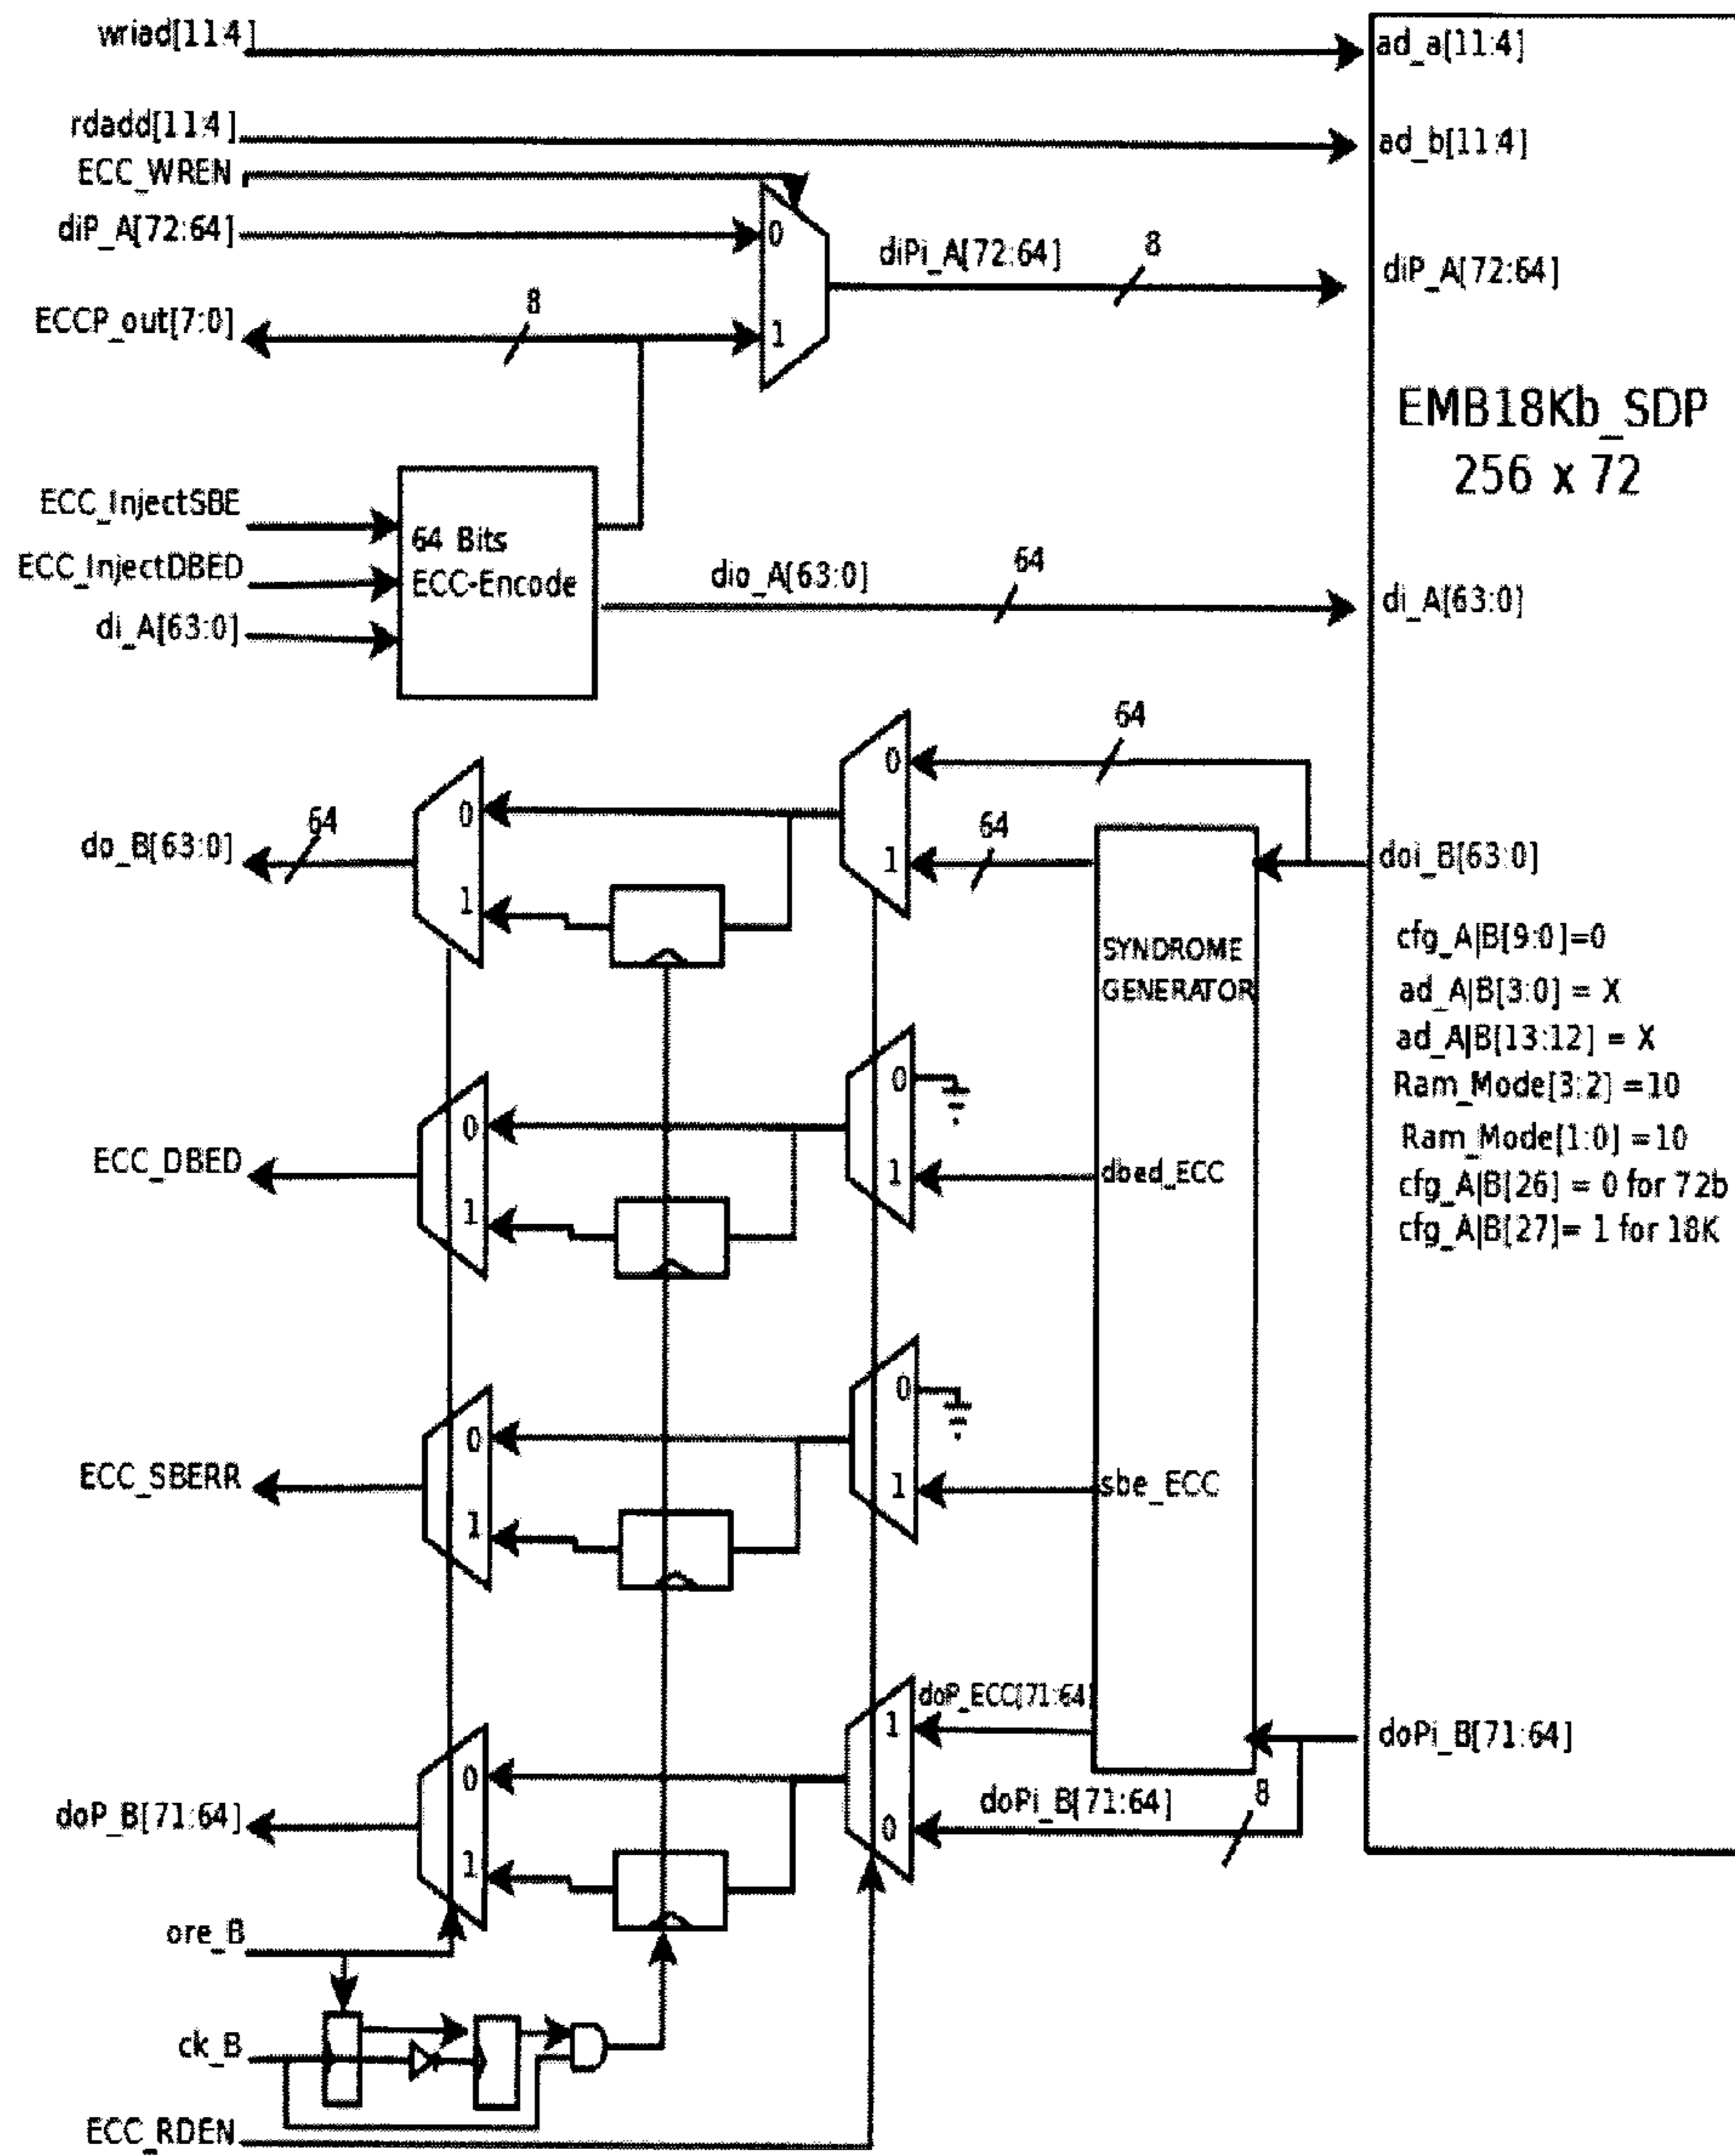 wriad[11:4]
ad_a[11:4]
rdadd[11:4]
ad_b[11:4]
ECC_WREN
diP_A[72:64]
0
diPi_A[72:64]
8
diP_A[72:64]
ECCP_out[7:0]
8
1
EMB18Kb_SDP
256 x 72
ECC_InjectSBE
64 Bits
ECC-Encode
ECC_InjectDBED
dio_A[63:0]
64
di_A[63:0]
di_A[63:0]
64
0
0
64
do_B[63:0]
64
1
1
doi_B[63:0]
SYNDROME
GENERATOR
cfg_A|B[9:0]=0
ad_A|B[3:0] = X
ad_A|B[13:12] = X
Ram_Mode[3:2] =10
Ram_Mode[1:0] =10
cfg_A|B[26] = 0 for 72b
cfg_A|B[27]= 1 for 18K
0
0
ECC_DBED
1
1
dbed_ECC
0
0
ECC_SBERR
1
1
sbe_ECC
doP_ECC[71:64]
1
0
doPi_B[71:64]
doP_B[71:64]
1
0
doPi_B[71:64]
8
ore_B
ck_B
ECC_RDEN